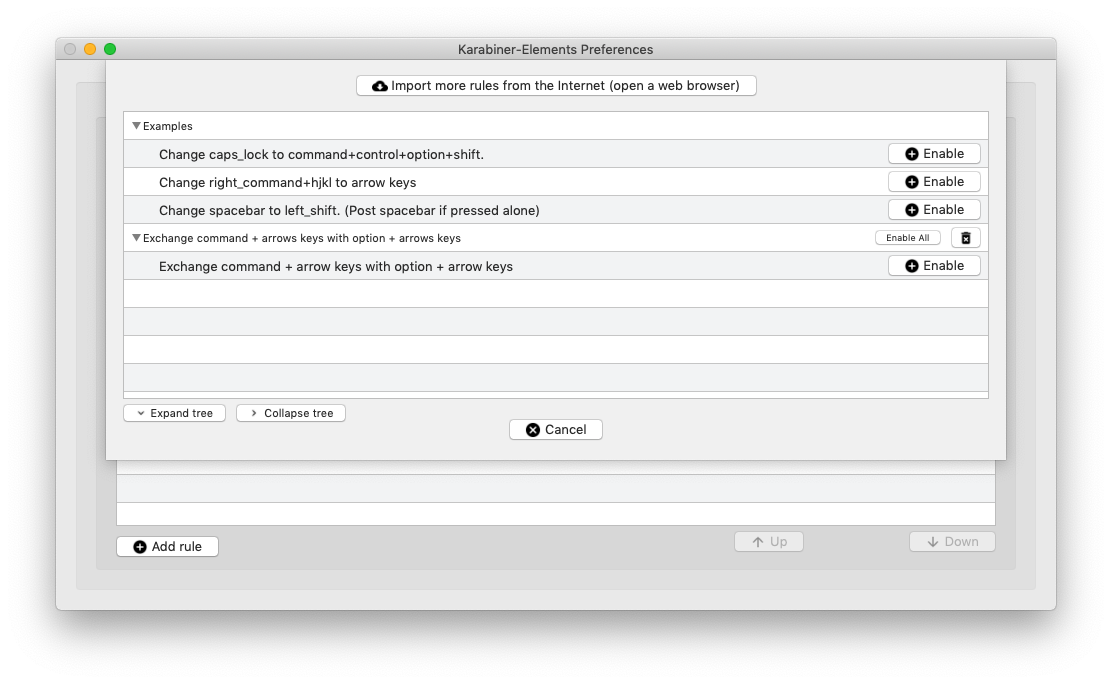 Karabiner-Elements Preferences
Import more rules from the Internet (open a web browser)
Examples
Change caps_lock to command+control+option+shift. Enable
Change right_command+hjkl to arrow keys Enable
Change spacebar to left_shift. (Post spacebar if pressed alone) Enable
Exchange command + arrows keys with option + arrows keys Enable All
Exchange command + arrow keys with option + arrow keys Enable
Expand tree Collapse tree
Cancel
Add rule Up Down